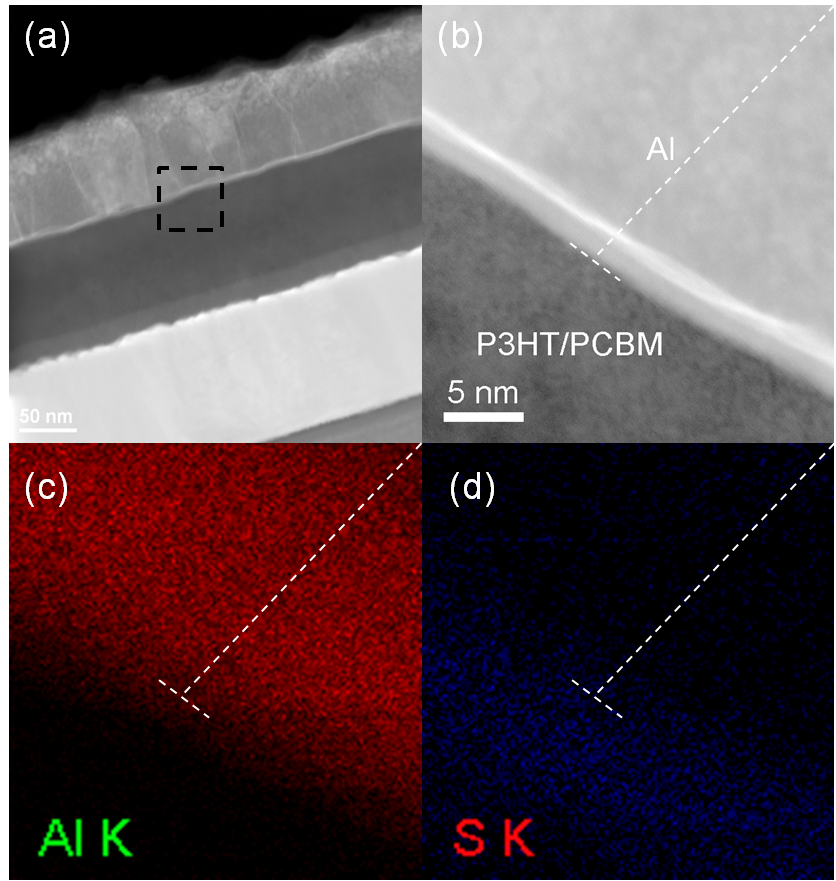 (a)
50 nm
(b)
Al
P3HT/PCBM
5 nm
(c)
Al K
(d)
S K